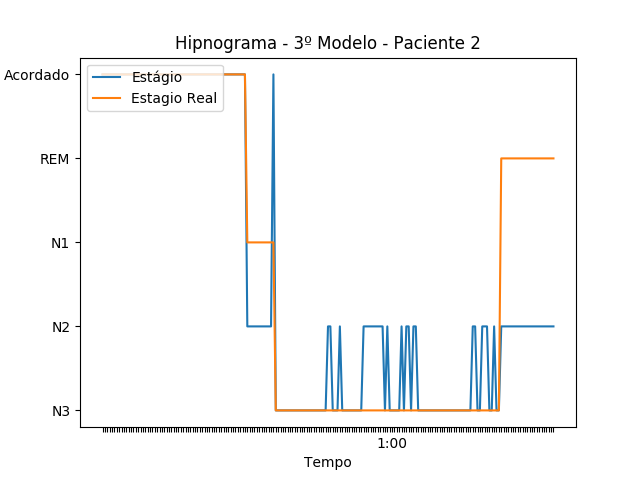 Hipnograma - 3º Modelo - Paciente 2
Acordado
Estágio
Estagio Real
REM
N1
N2
N3
1:00
Tempo